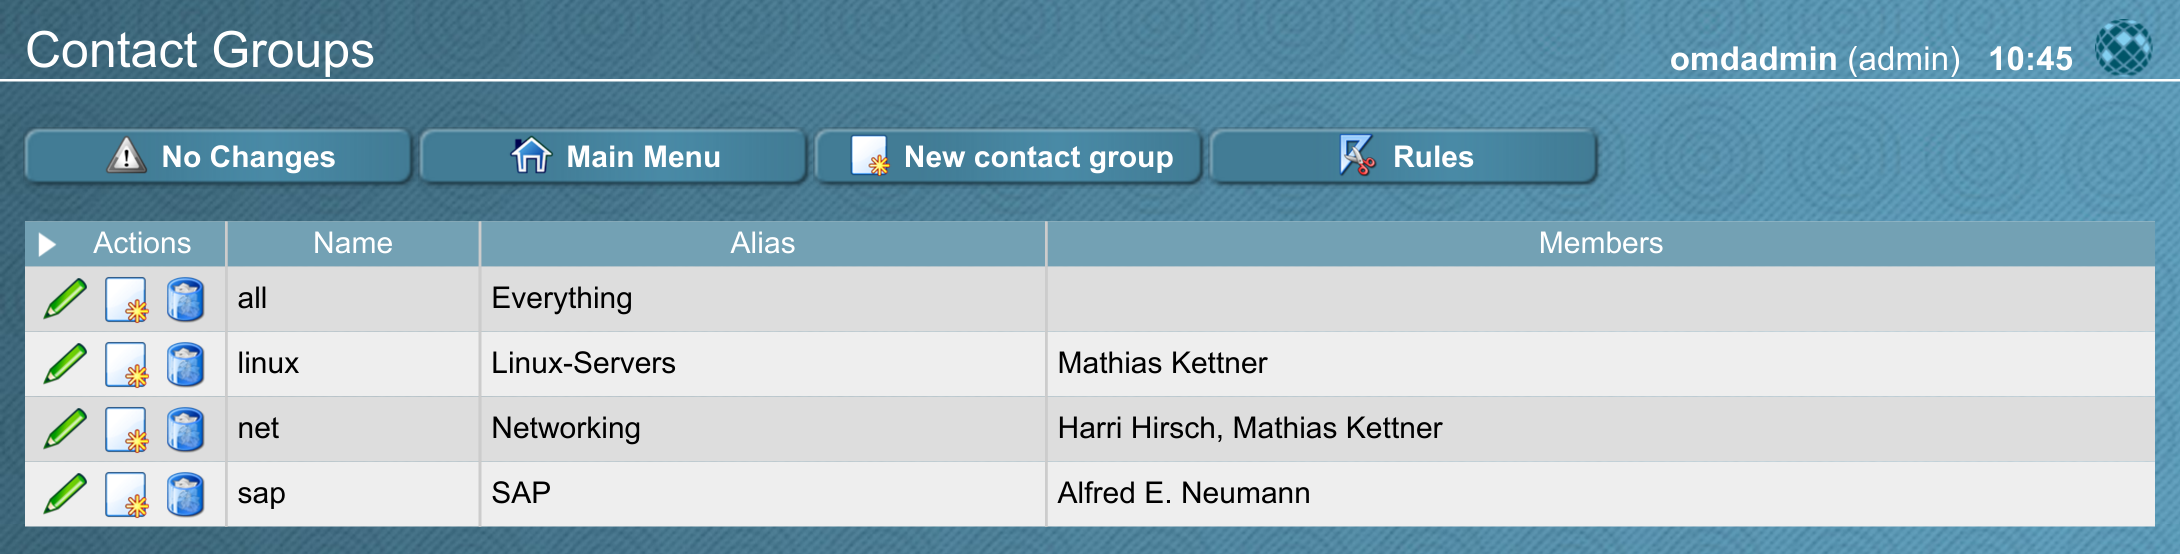 Contact Groups
omdadmin (admin) 10:45
No Changes Main Menu New contact group Rules
Actions Name Alias Members
all Everything
linux Linux-Servers Mathias Kettner
net Networking Harri Hirsch, Mathias Kettner
sap SAP Alfred E. Neumann